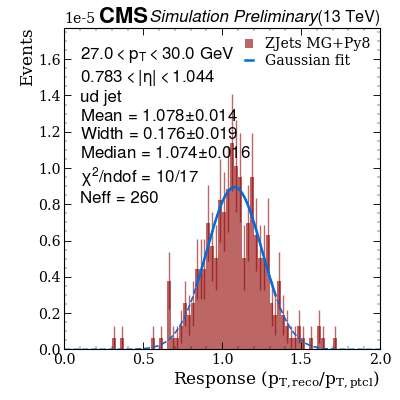 1e-5 CMS Simulation Preliminary (13 TeV)
Events
27.0 < pT < 30.0 GeV
0.783 < |η| < 1.044
ud jet
Mean = 1.078±0.014
Width = 0.176±0.019
Median = 1.074±0.016
χ²/ndof = 10/17
Neff = 260
ZJets MG+Py8
Gaussian fit
1.6
1.4
1.2
1.0
0.8
0.6
0.4
0.2
0.0
0.0 0.5 1.0 1.5 2.0
Response (pT,reco/pT,ptcl)